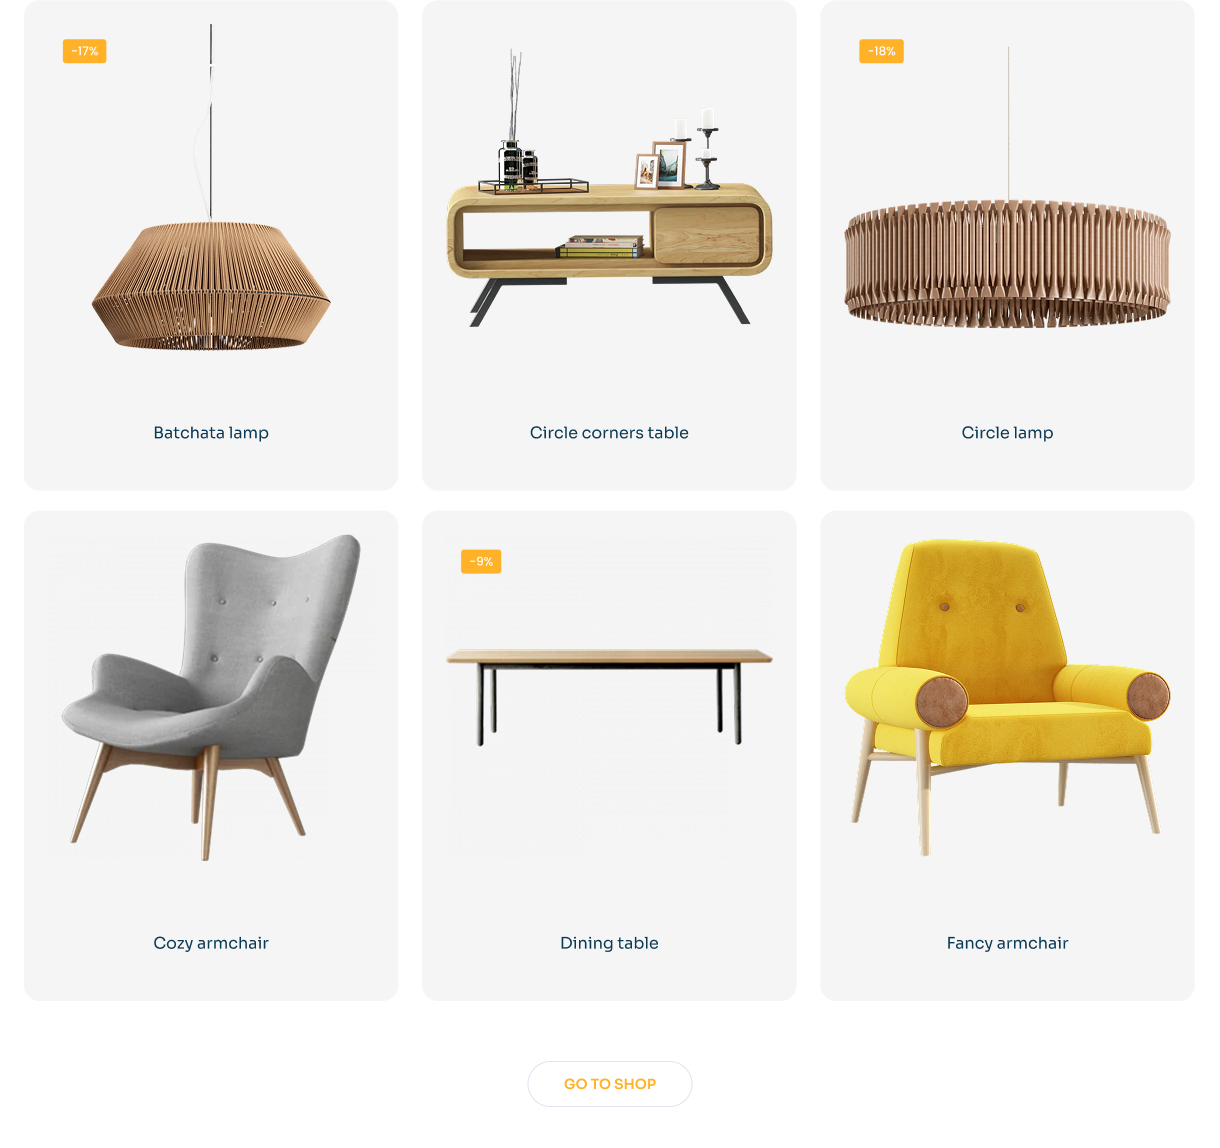 -17%
-18%
Batchata lamp
Circle corners table
Circle lamp
-9%
Cozy armchair
Dining table
Fancy armchair
GO TO SHOP